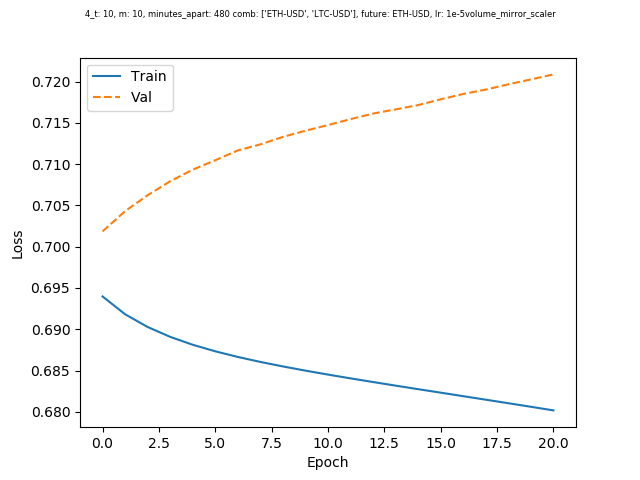 4_t: 10, m: 10, minutes_apart: 480 comb: ['ETH-USD', 'LTC-USD'], future: ETH-USD, lr: 1e-5volume_mirror_scaler
Train
Val
0.720
0.715
0.710
0.705
0.700
0.695
0.690
0.685
0.680
Loss
0.0 2.5 5.0 7.5 10.0 12.5 15.0 17.5 20.0
Epoch